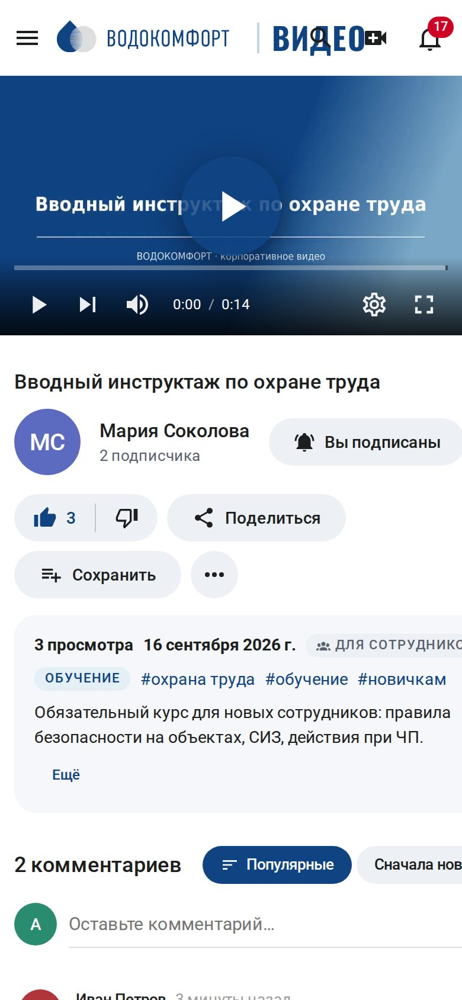 ВОДОКОМФОРТ ВИДЕО 17
Вводный инструктаж по охране труда
ВОДОКОМФОРТ · корпоративное видео
0:00 / 0:14
Вводный инструктаж по охране труда
МС Мария Соколова
2 подписчика
Вы подписаны
3 Поделиться
Сохранить
3 просмотра 16 сентября 2026 г. ДЛЯ СОТРУДНИКО
ОБУЧЕНИЕ #охрана труда #обучение #новичкам
Обязательный курс для новых сотрудников: правила
безопасности на объектах, СИЗ, действия при ЧП.
Ещё
2 комментариев Популярные Сначала нов
А Оставьте комментарий...
Иван Петров 3 минуты назад